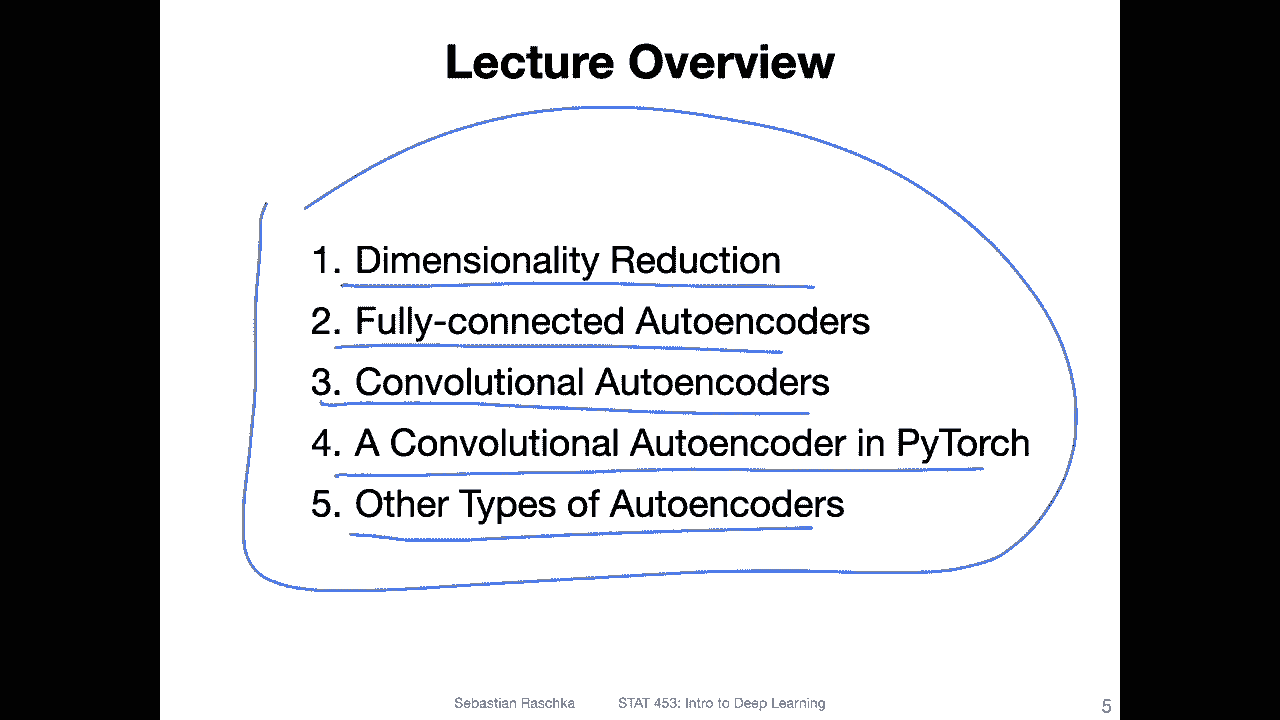 Lecture Overview
1. Dimensionality Reduction
2. Fully-connected Autoencoders
3. Convolutional Autoencoders
4. A Convolutional Autoencoder in PyTorch
5. Other Types of Autoencoders
Sebastian Raschka STAT 453: Intro to Deep Learning 5